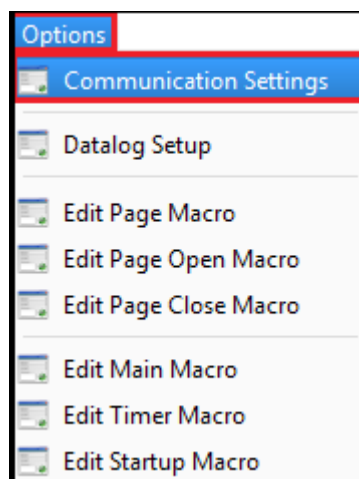 Options
Communication Settings
Datalog Setup
Edit Page Macro
Edit Page Open Macro
Edit Page Close Macro
Edit Main Macro
Edit Timer Macro
Edit Startup Macro